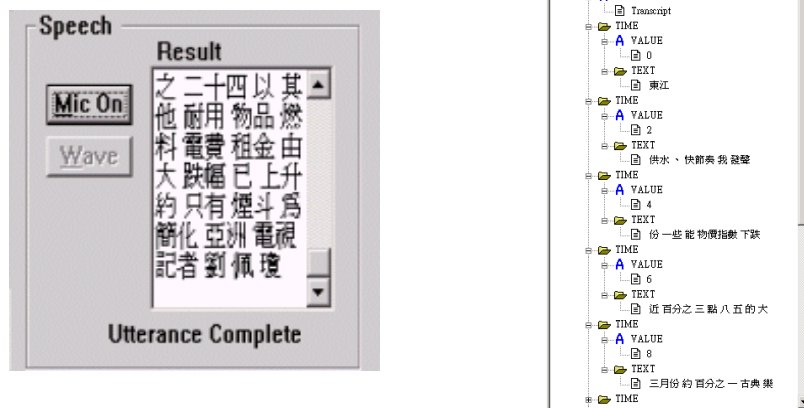 Speech
Result
Mic On
Wave
之 二十四 以 其
他 耐用 物品 燃
料 電費 租金 由
大 跌幅 已 上升
約 只有 煙斗 爲
簡化 亞洲 電視
記者 劉 佩 瓊
Utterance Complete
Transcript
TIME
A VALUE
0
TEXT
東江
TIME
A VALUE
2
TEXT
供水 、 快節奏 我 發聲
TIME
A VALUE
4
TEXT
份 一些 能 物價指數 下跌
TIME
A VALUE
6
TEXT
近 百分之 三 點 八 五 的 大
TIME
A VALUE
8
TEXT
三月份 約 百分之 一 古典 樂
TIME